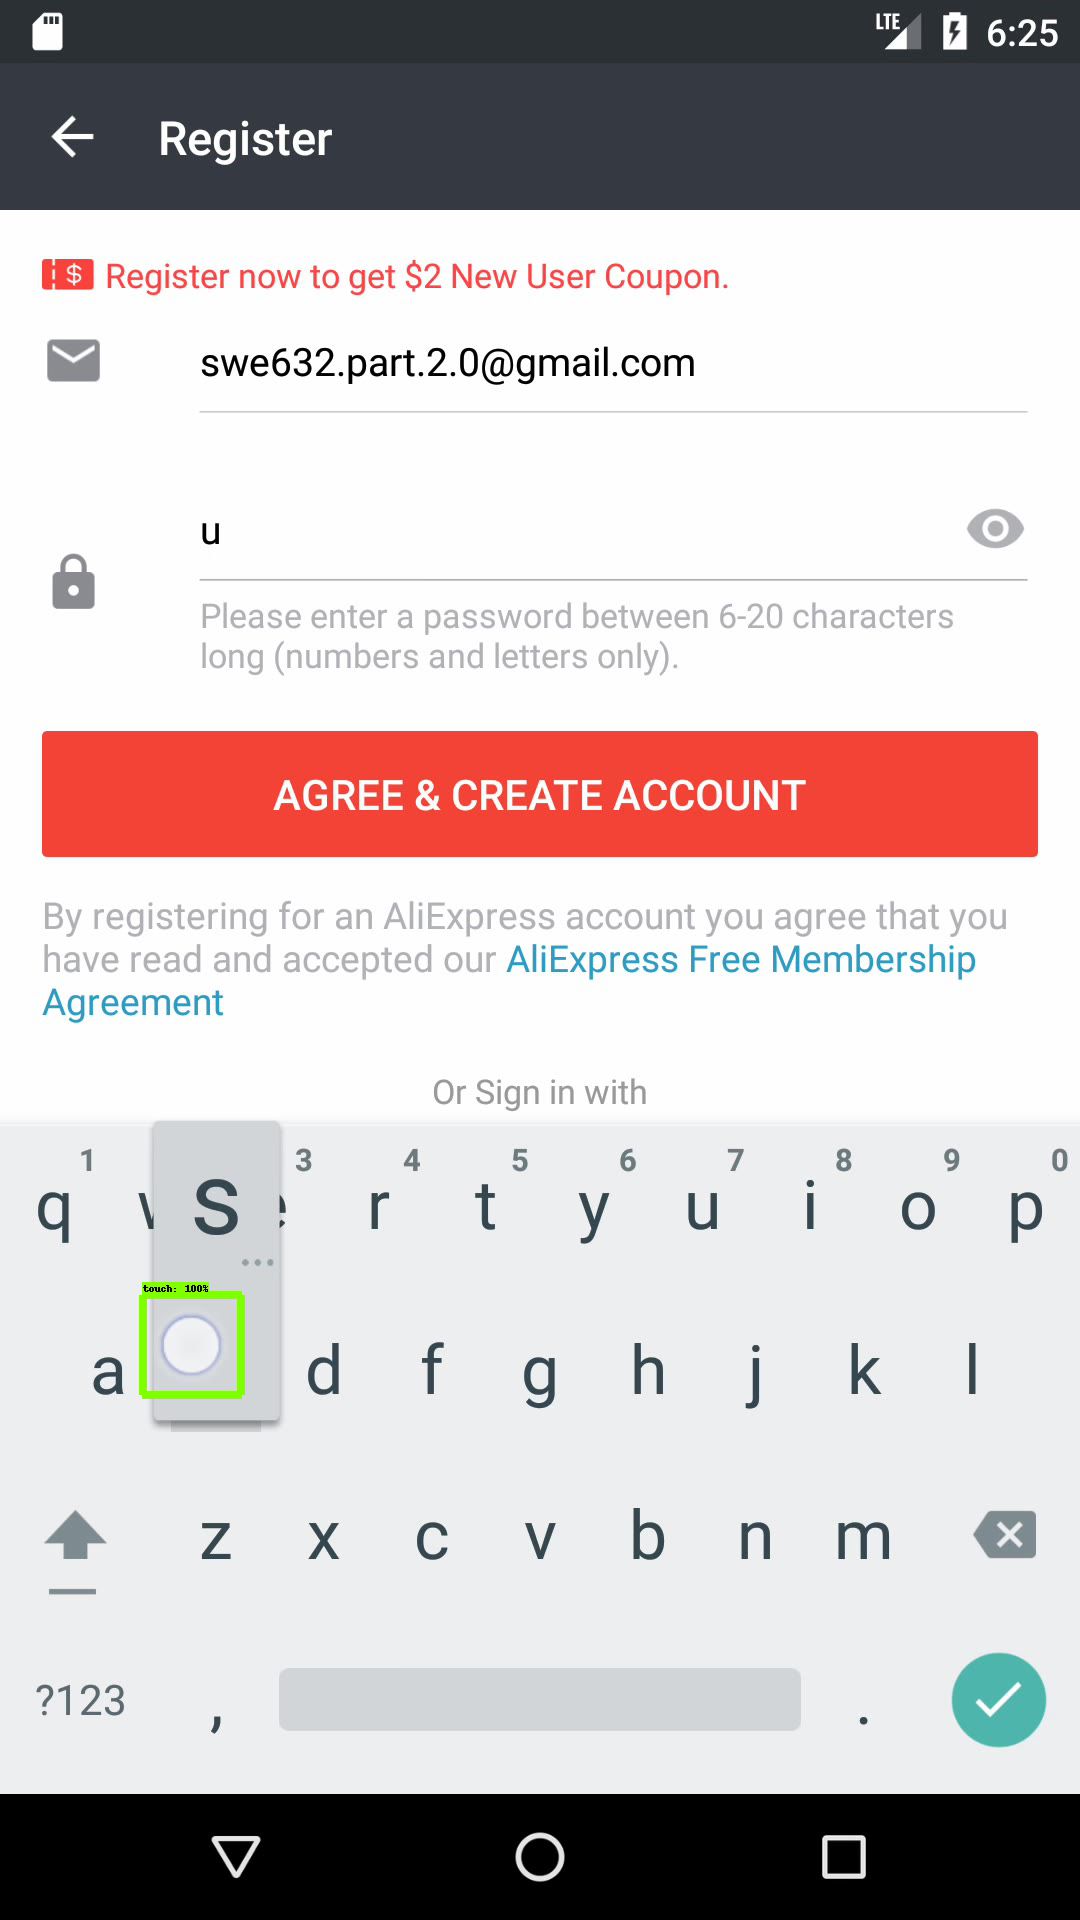 LTE 6:25
Register
$ Register now to get $2 New User Coupon.
swe632.part.2.0@gmail.com
u
Please enter a password between 6-20 characters
long (numbers and letters only).
AGREE & CREATE ACCOUNT
By registering for an AliExpress account you agree that you
have read and accepted our AliExpress Free Membership
Agreement
Or Sign in with
1 3 4 5 6 7 8 9 0
q w s e r t y u i o p
touch: 100%
a d f g h j k l
z x c v b n m
?123 , .